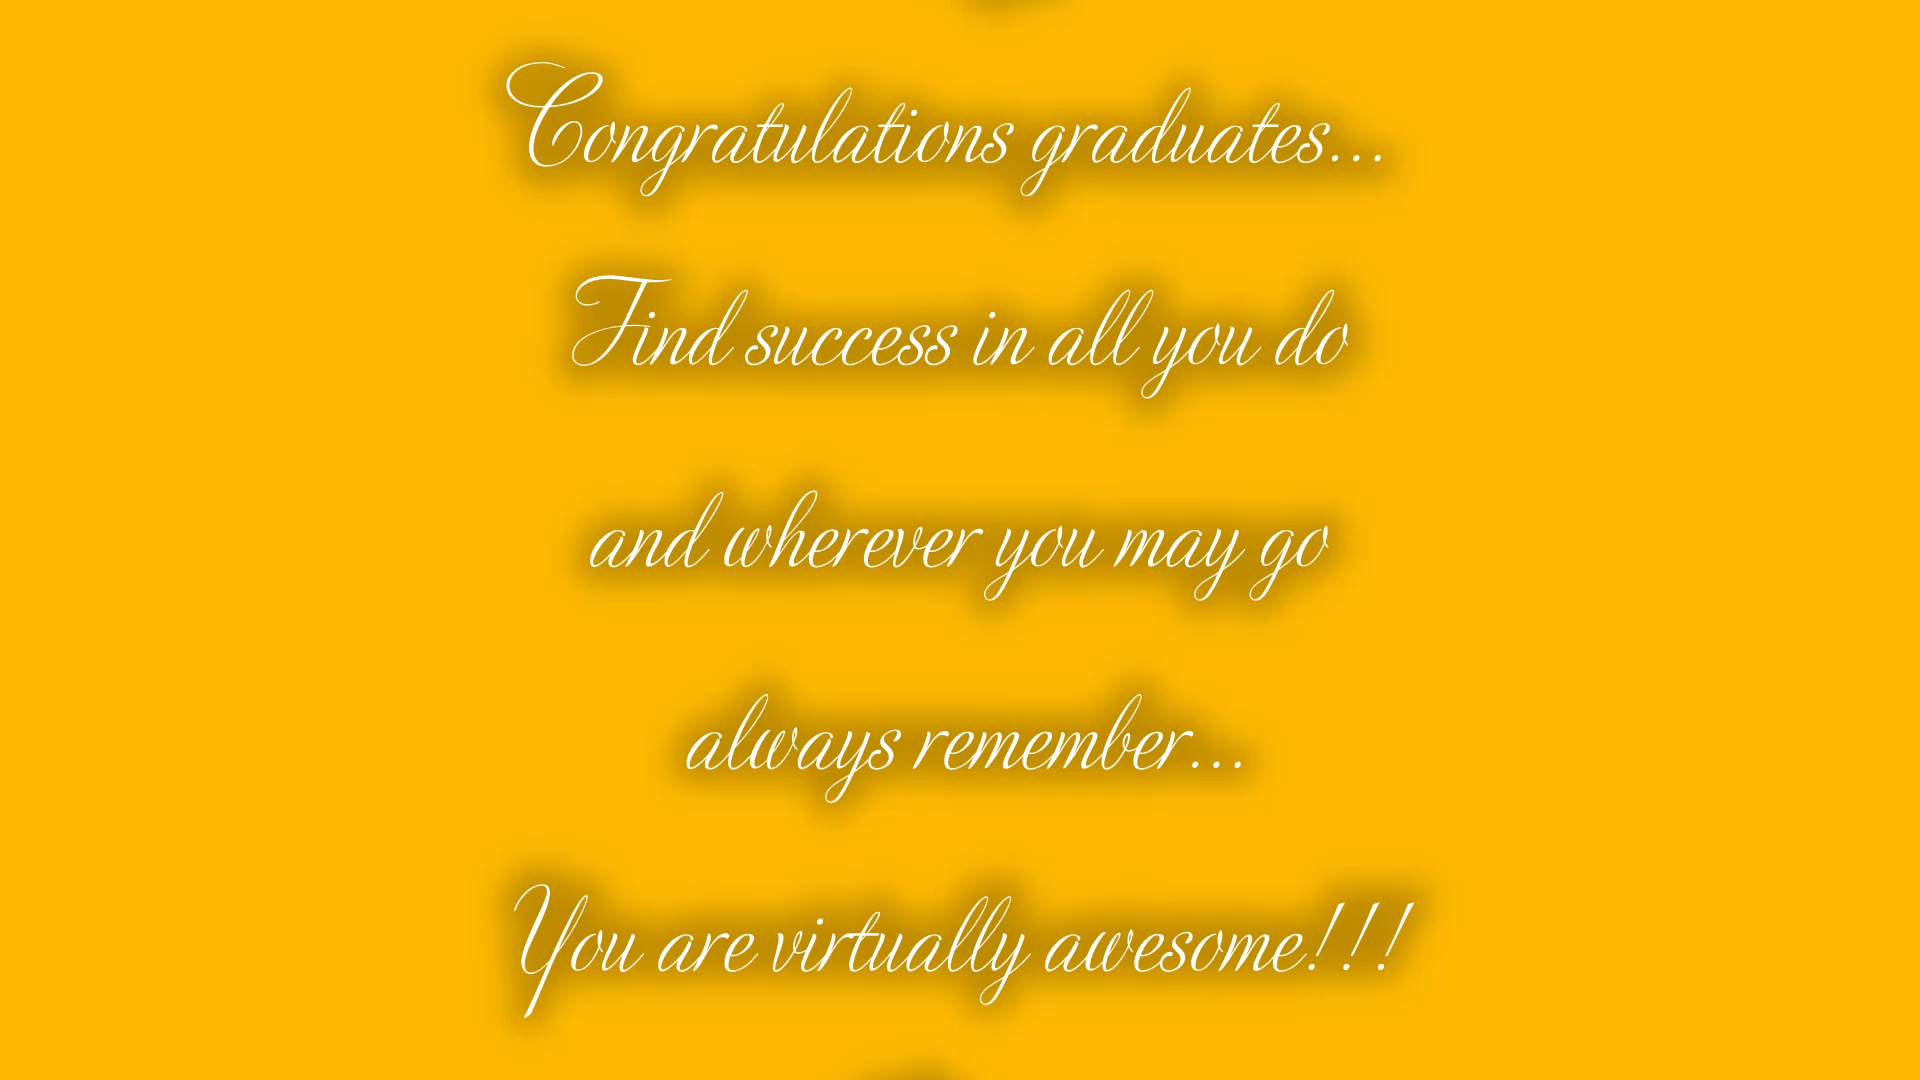 Congratulations graduates...
Find success in all you do
and wherever you may go
always remember...
You are virtually awesome!!!